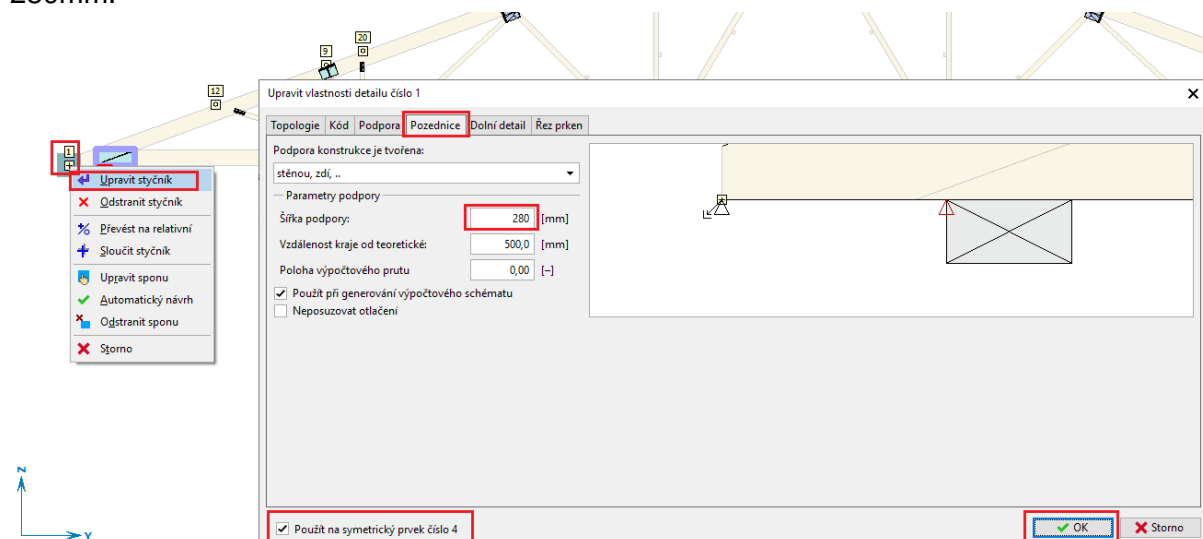 280mm.
20
9
12
1
Upravit styčník
Odstranit styčník
Převést na relativní
Sloučit styčník
Upravit sponu
Automatický návrh
Odstranit sponu
Storno
Upravit vlastnosti detailu číslo 1
Topologie Kód Podpora Pozednice Dolní detail Řez prken
Podpora konstrukce je tvořena:
stěnou, zdí, ..
Parametry podpory
Šířka podpory: 280 [mm]
Vzdálenost kraje od teoretické: 500,0 [mm]
Poloha výpočtového prutu 0,00 [–]
Použít při generování výpočtového schématu
Neposuzovat otlačení
Použít na symetrický prvek číslo 4
OK Storno
Z
Y